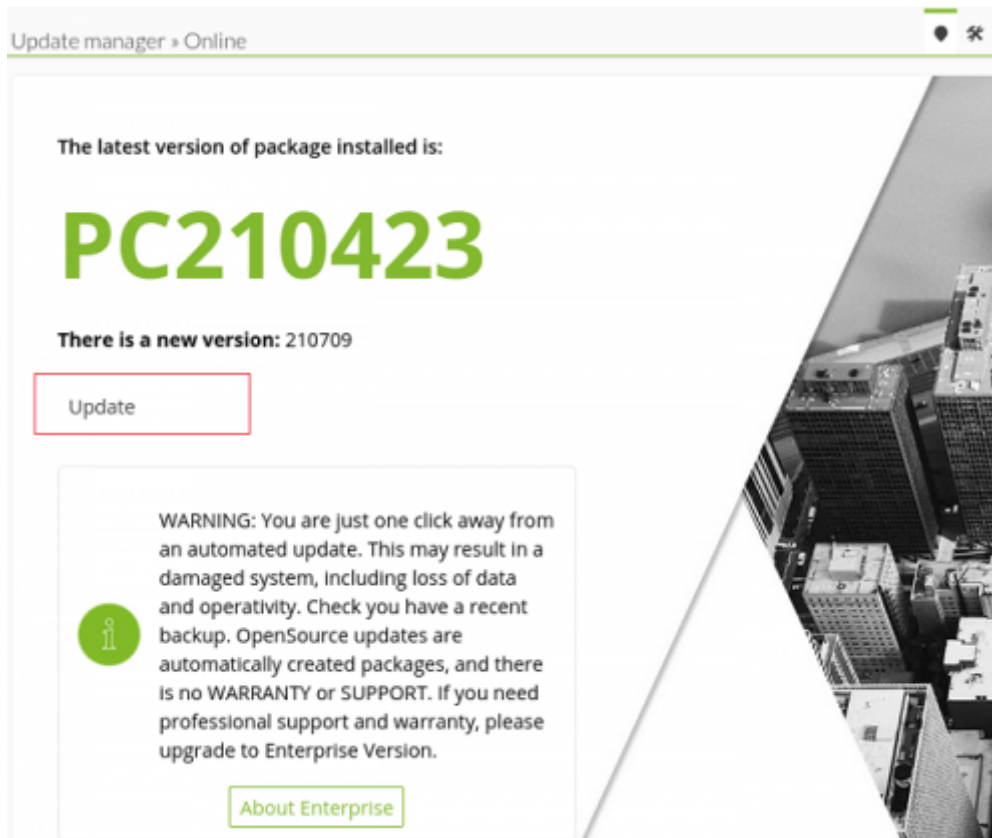 Update manager » Online
The latest version of package installed is:
PC210423
There is a new version: 210709
Update
WARNING: You are just one click away from
an automated update. This may result in a
damaged system, including loss of data
and operativity. Check you have a recent
backup. OpenSource updates are
automatically created packages, and there
is no WARRANTY or SUPPORT. If you need
professional support and warranty, please
upgrade to Enterprise Version.
About Enterprise